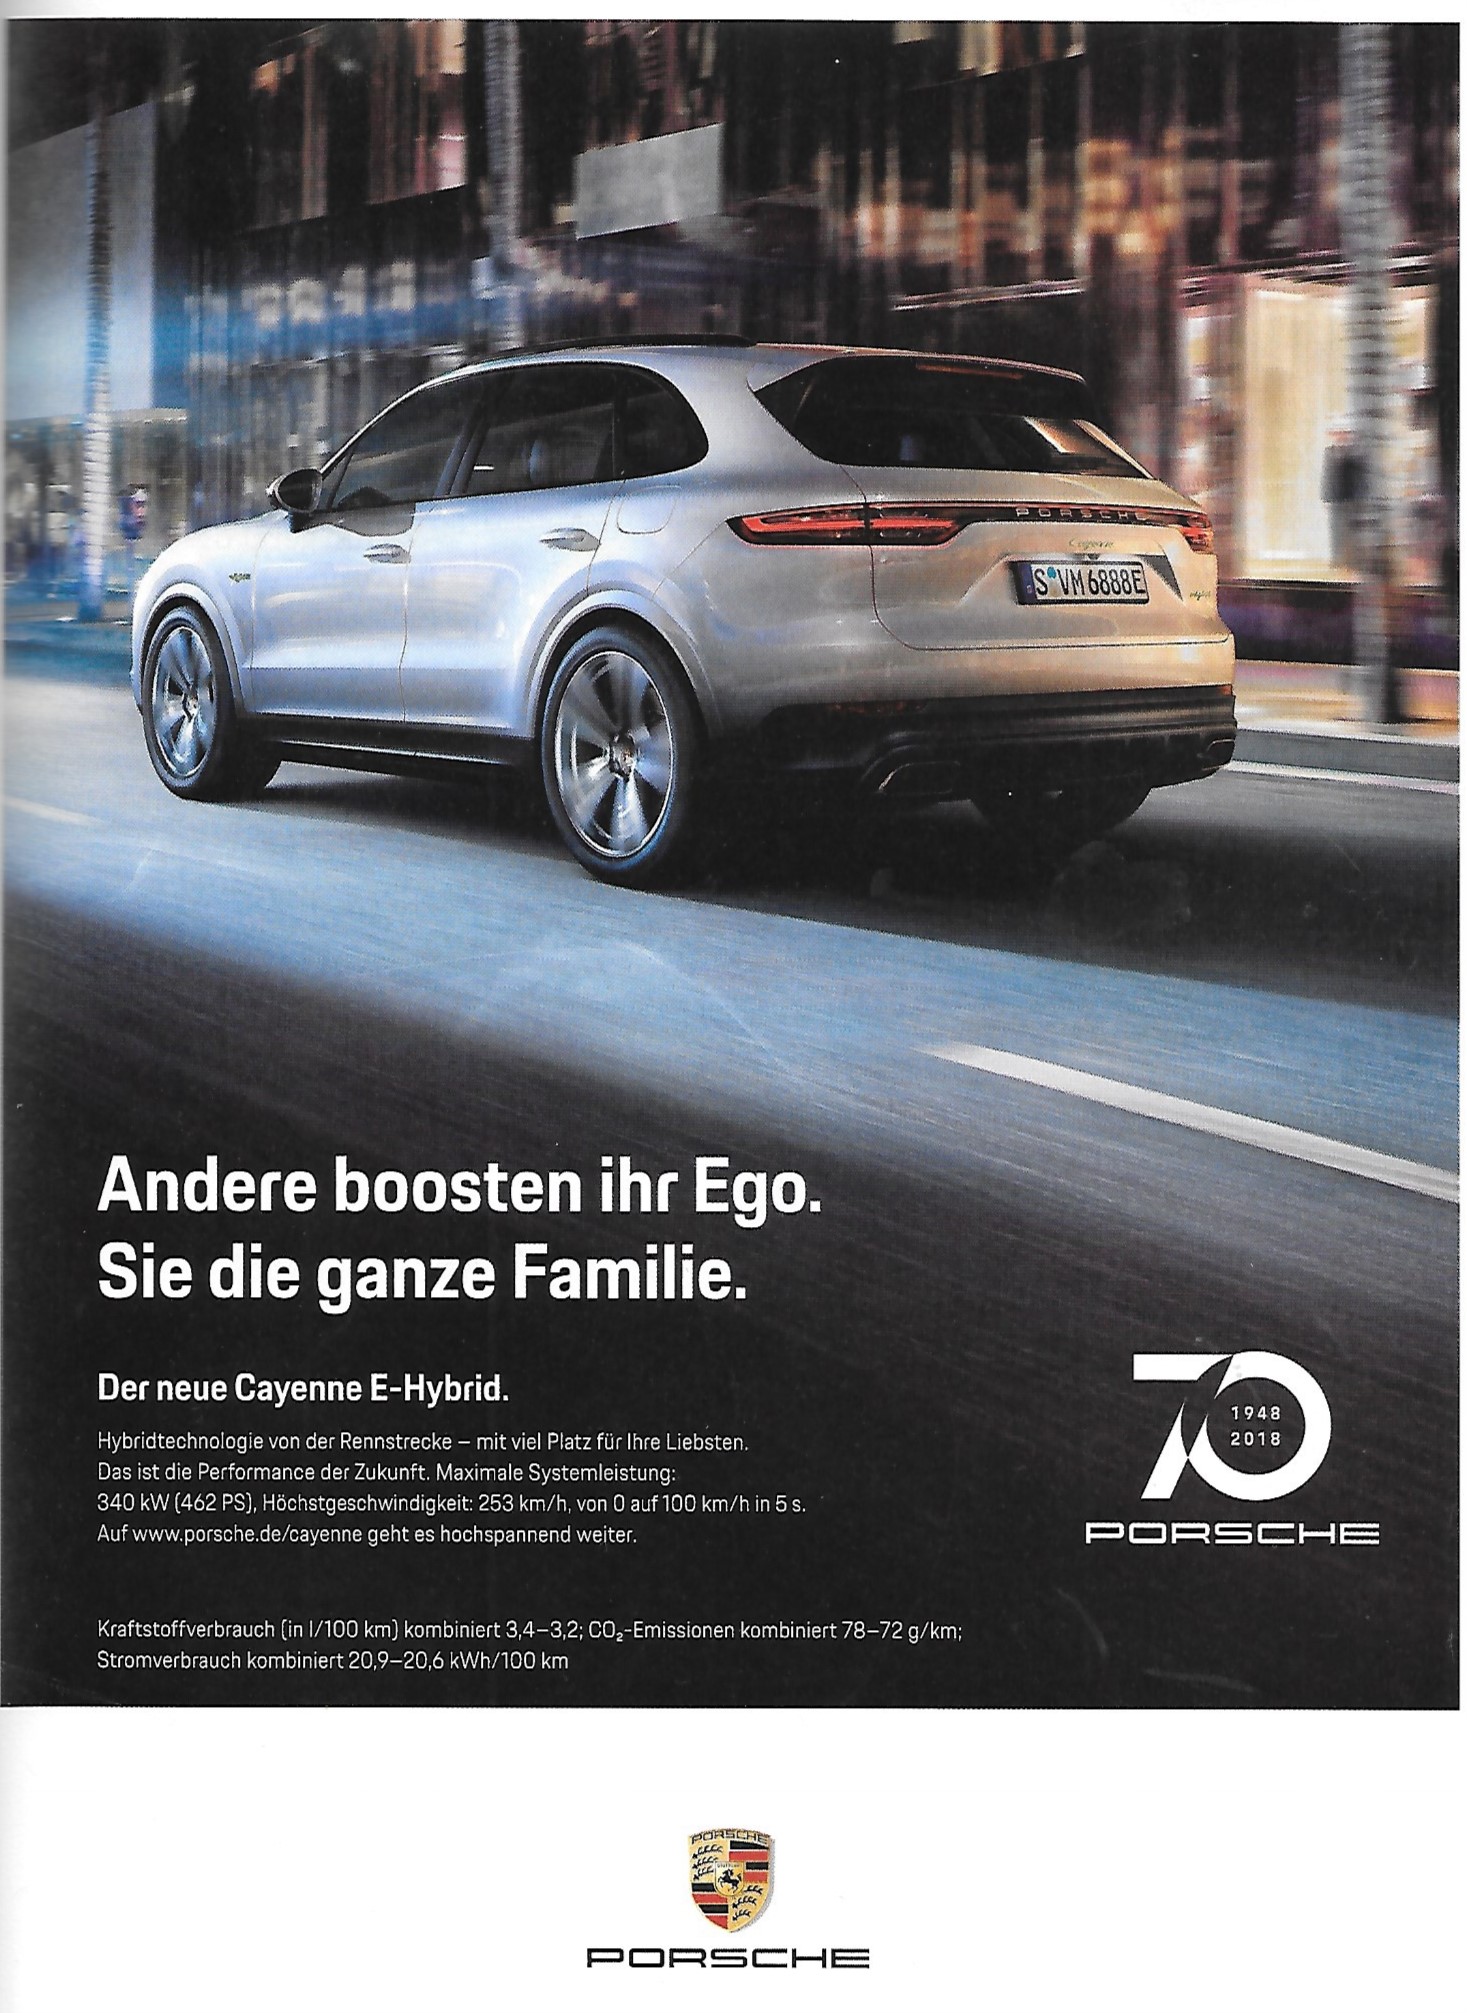 PORSCHE
Cayenne
S VM 6888E
Andere boosten ihr Ego.
Sie die ganze Familie.
Der neue Cayenne E-Hybrid.
Hybridtechnologie von der Rennstrecke – mit viel Platz für Ihre Liebsten.
Das ist die Performance der Zukunft. Maximale Systemleistung:
340 kW (462 PS), Höchstgeschwindigkeit: 253 km/h, von 0 auf 100 km/h in 5 s.
Auf www.porsche.de/cayenne geht es hochspannend weiter.
70
1948
2018
PORSCHE
Kraftstoffverbrauch (in l/100 km) kombiniert 3,4–3,2; CO₂-Emissionen kombiniert 78–72 g/km;
Stromverbrauch kombiniert 20,9–20,6 kWh/100 km
PORSCHE
PORSCHE